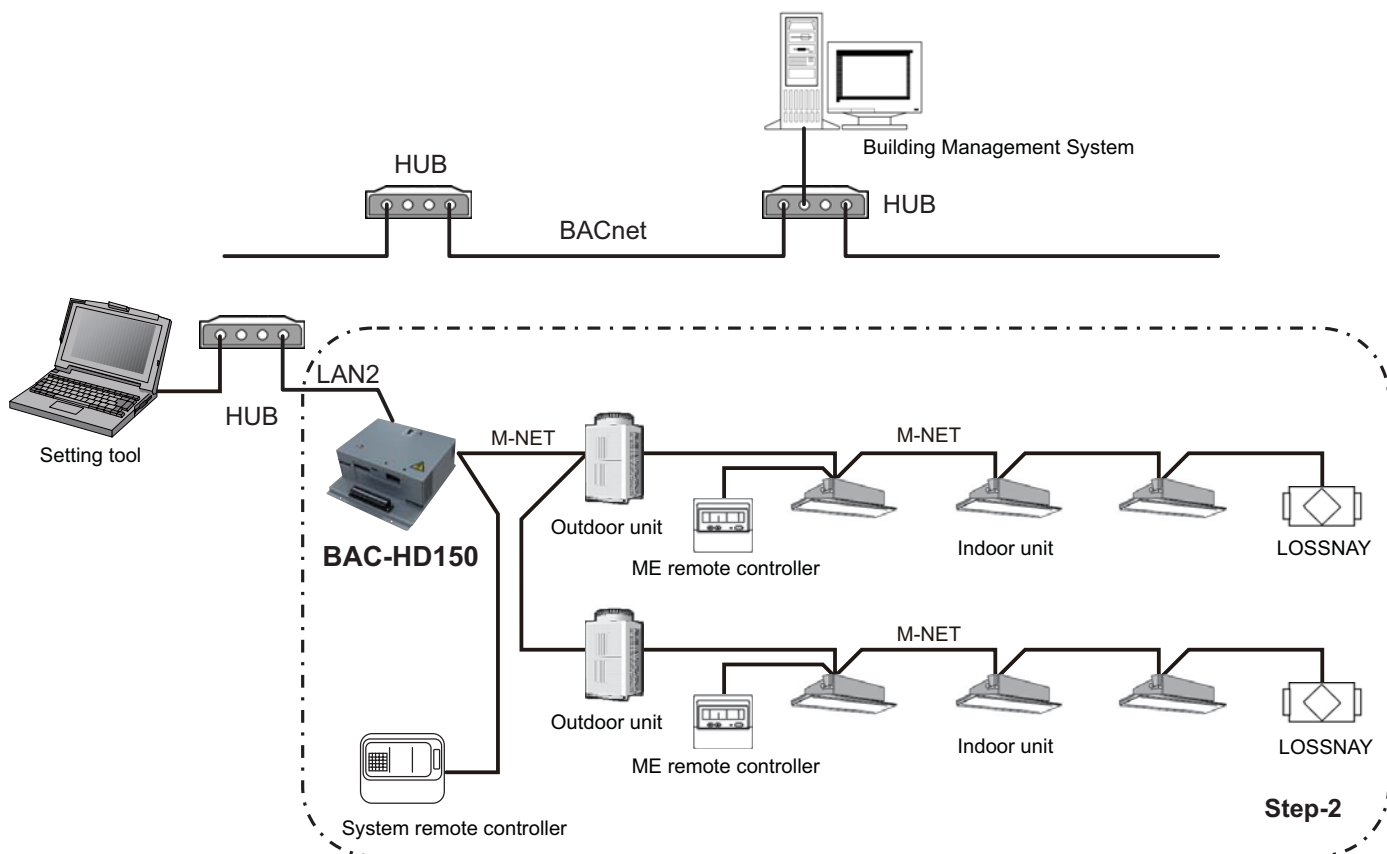 Building Management System
HUB
HUB
BACnet
LAN2
HUB
Setting tool
M-NET
M-NET
Outdoor unit
BAC-HD150
ME remote controller
Indoor unit
LOSSNAY
M-NET
Outdoor unit
ME remote controller
Indoor unit
LOSSNAY
Step-2
System remote controller